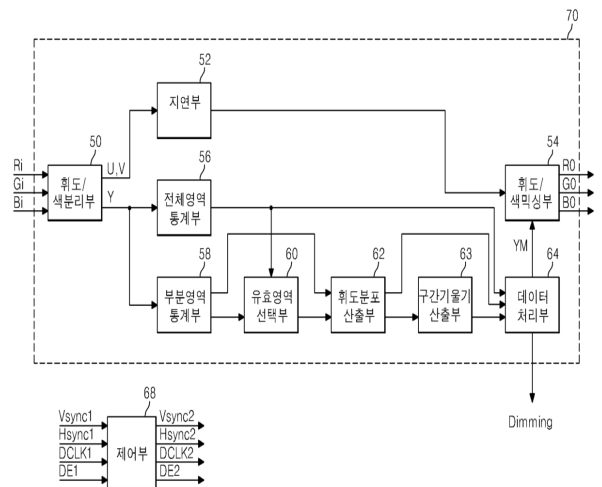 70
52
지연부
50
54
Ri
Gi
Bi
휘도/
색분리부
U,V
Y
56
전체영역
통계부
휘도/
색믹싱부
R0
G0
B0
YM
58
부분영역
통계부
60
유효영역
선택부
62
휘도분포
산출부
63
구간기울기
산출부
64
데이터
처리부
Dimming
68
Vsync1
Hsync1
DCLK1
DE1
제어부
Vsync2
Hsync2
DCLK2
DE2